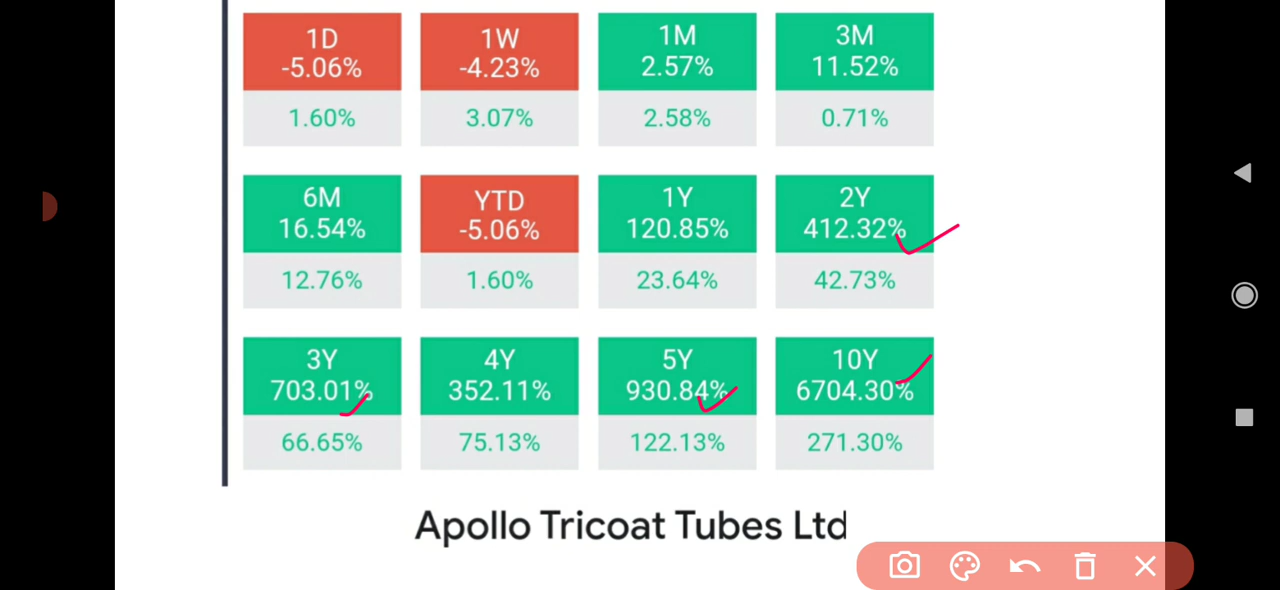 1D 1W 1M 3M
-5.06% -4.23% 2.57% 11.52%
1.60% 3.07% 2.58% 0.71%
6M YTD 1Y 2Y
16.54% -5.06% 120.85% 412.32%
12.76% 1.60% 23.64% 42.73%
3Y 4Y 5Y 10Y
703.01% 352.11% 930.84% 6704.30%
66.65% 75.13% 122.13% 271.30%
Apollo Tricoat Tubes Ltd